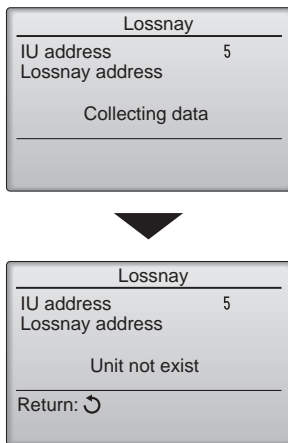 Lossnay
IU address 5
Lossnay address
Collecting data
Lossnay
IU address 5
Lossnay address
Unit not exist
Return: